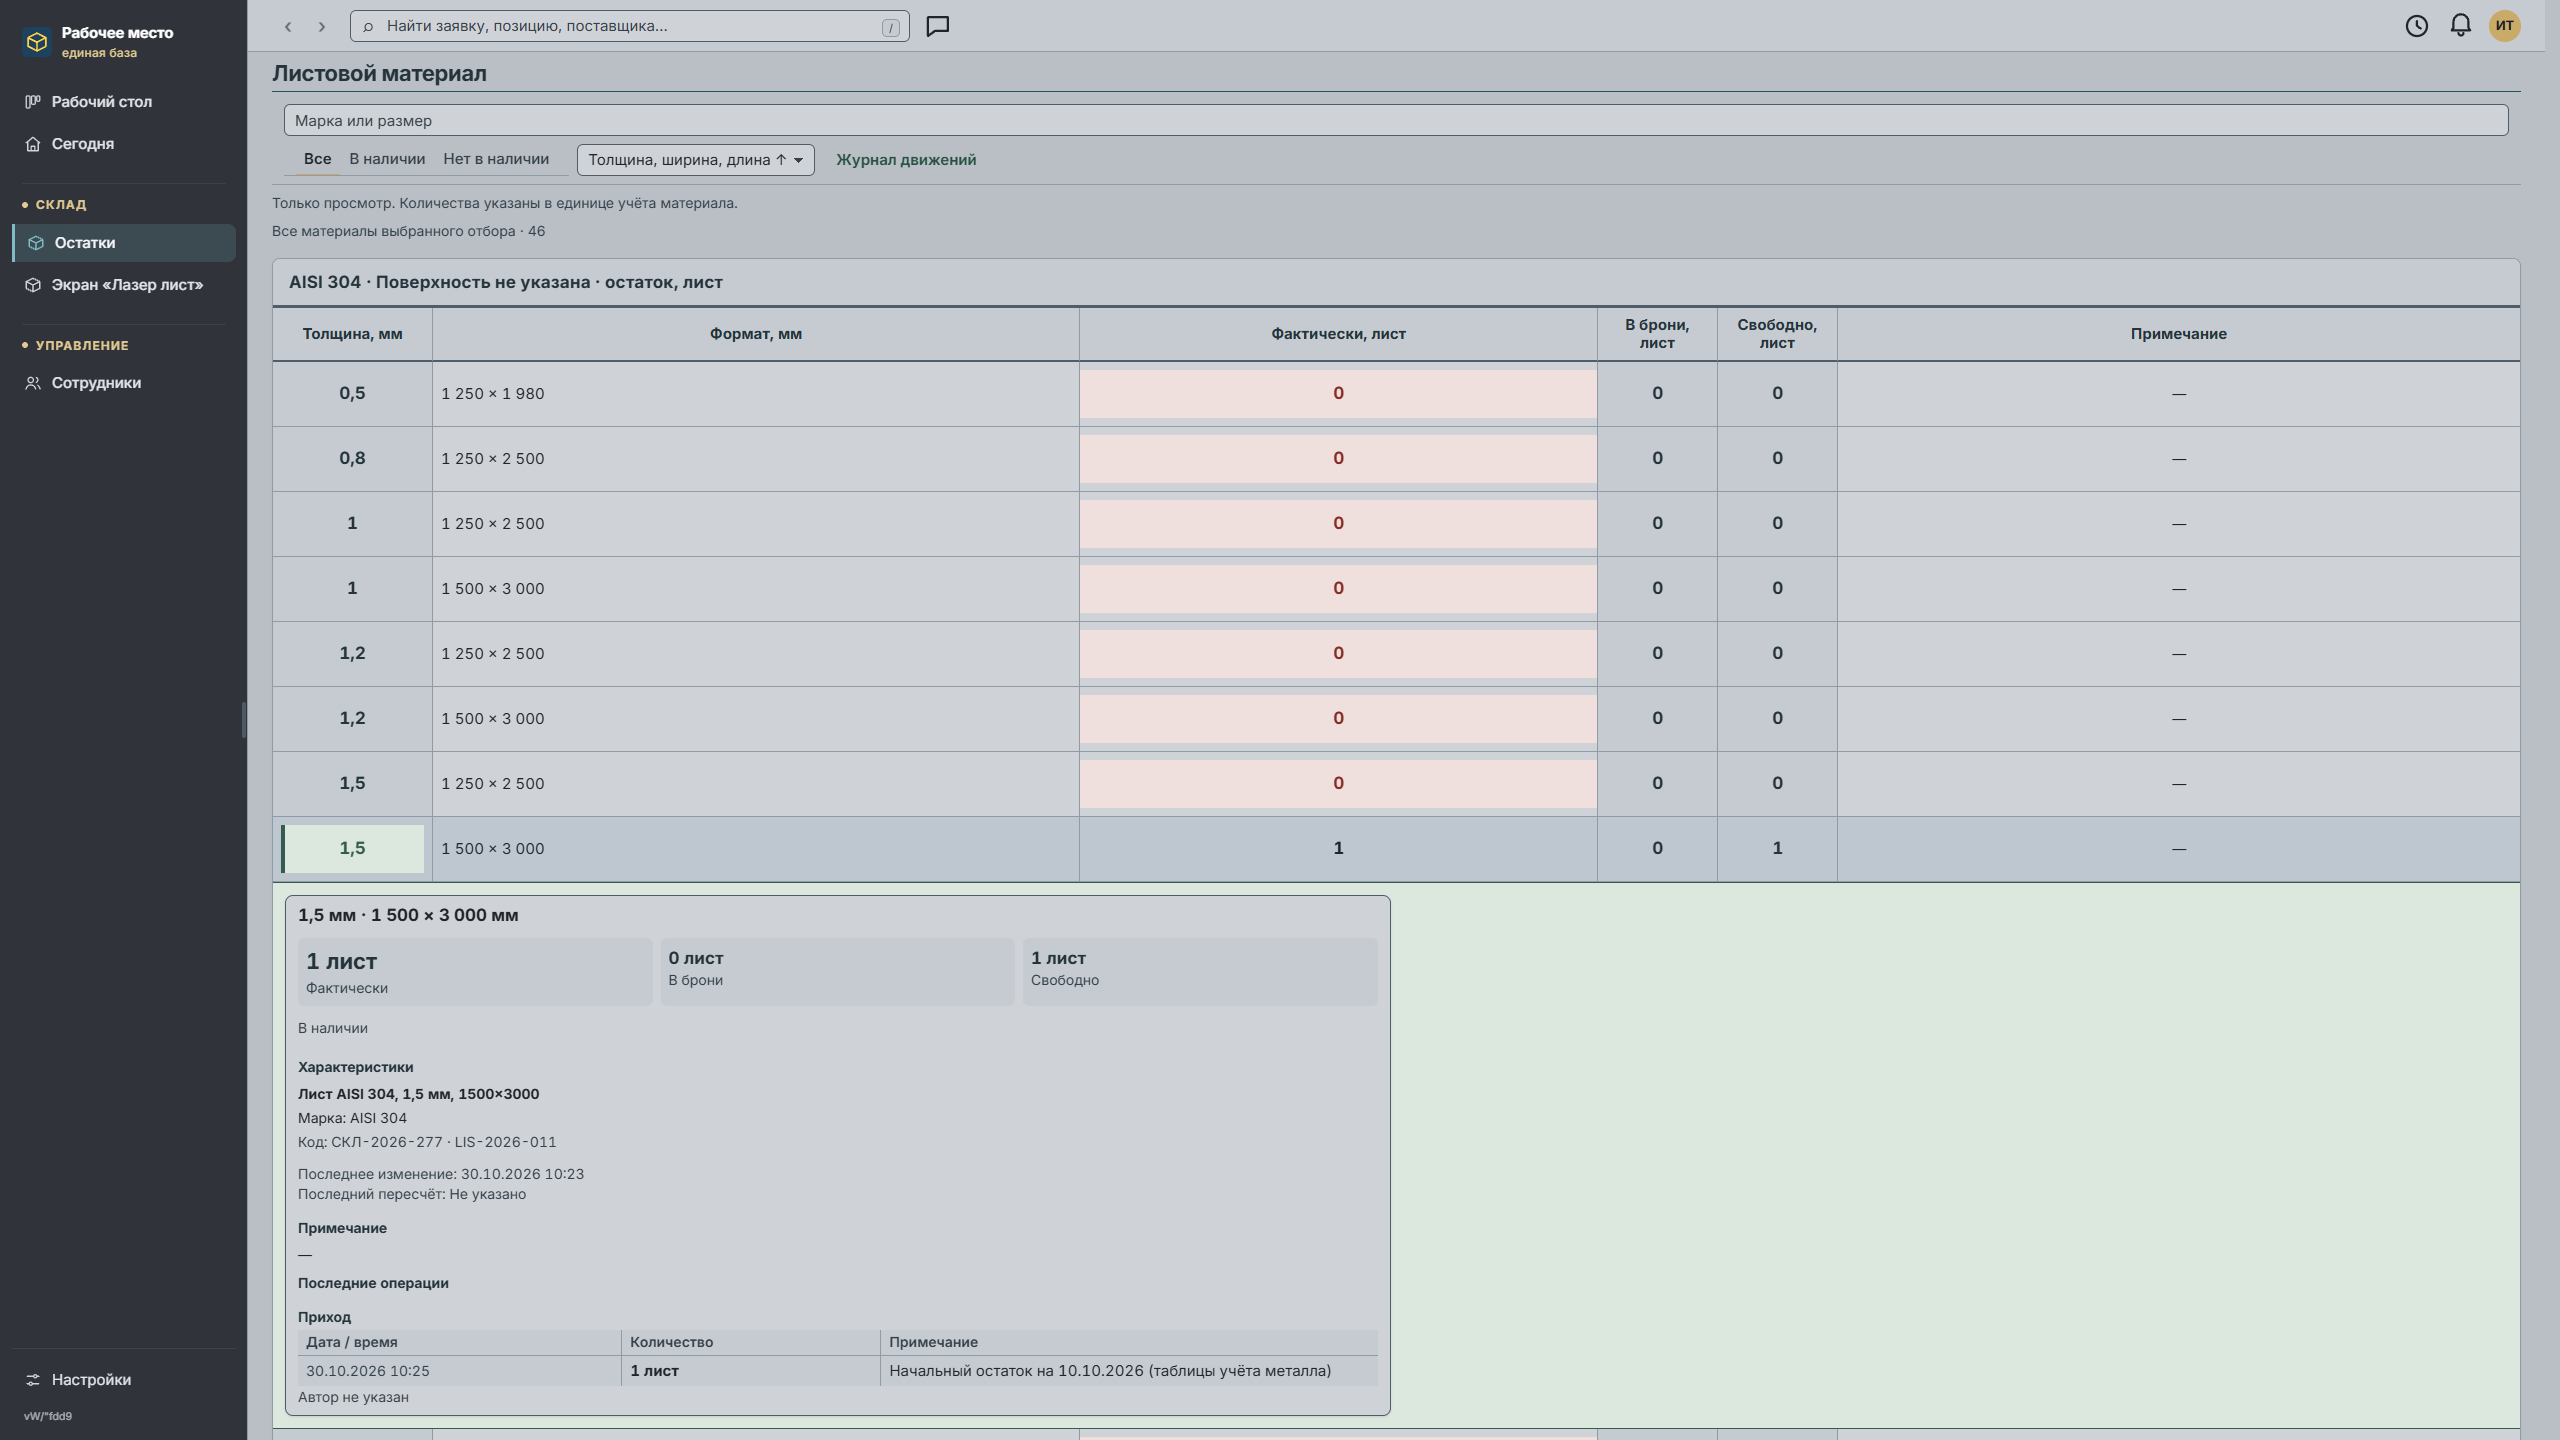 Рабочее место
единая база
Рабочий стол
Сегодня
СКЛАД
Остатки
Экран «Лазер лист»
УПРАВЛЕНИЕ
Сотрудники
Настройки
vW/"fdd9
Найти заявку, позицию, поставщика... /
ИТ
Листовой материал
Марка или размер
Все В наличии Нет в наличии Толщина, ширина, длина ↑ Журнал движений
Только просмотр. Количества указаны в единице учёта материала.
Все материалы выбранного отбора · 46
AISI 304 · Поверхность не указана · остаток, лист
Толщина, мм Формат, мм Фактически, лист В брони, лист Свободно, лист Примечание
0,5 1 250 × 1 980 0 0 0 —
0,8 1 250 × 2 500 0 0 0 —
1 1 250 × 2 500 0 0 0 —
1 1 500 × 3 000 0 0 0 —
1,2 1 250 × 2 500 0 0 0 —
1,2 1 500 × 3 000 0 0 0 —
1,5 1 250 × 2 500 0 0 0 —
1,5 1 500 × 3 000 1 0 1 —
1,5 мм · 1 500 × 3 000 мм
1 лист 0 лист 1 лист
Фактически В брони Свободно
В наличии
Характеристики
Лист AISI 304, 1,5 мм, 1500×3000
Марка: AISI 304
Код: СКЛ-2026-277 · LIS-2026-011
Последнее изменение: 30.10.2026 10:23
Последний пересчёт: Не указано
Примечание
—
Последние операции
Приход
Дата / время Количество Примечание
30.10.2026 10:25 1 лист Начальный остаток на 10.10.2026 (таблицы учёта металла)
Автор не указан